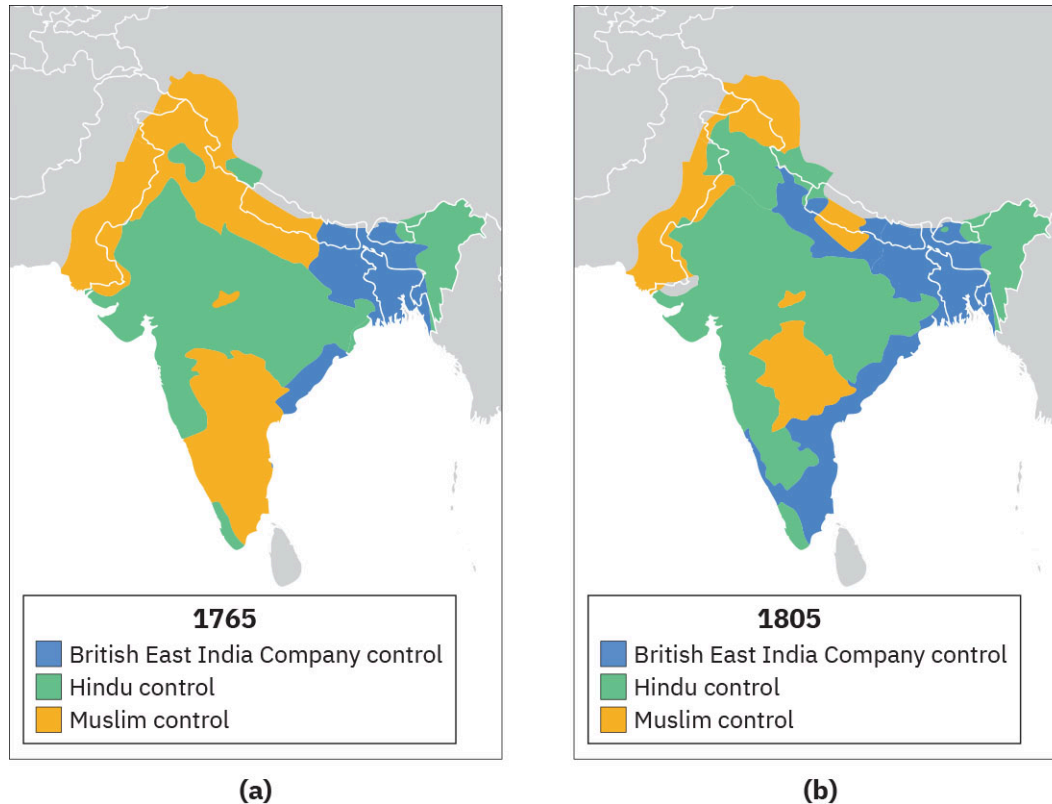 1765
British East India Company control
Hindu control
Muslim control
(a)
1805
British East India Company control
Hindu control
Muslim control
(b)